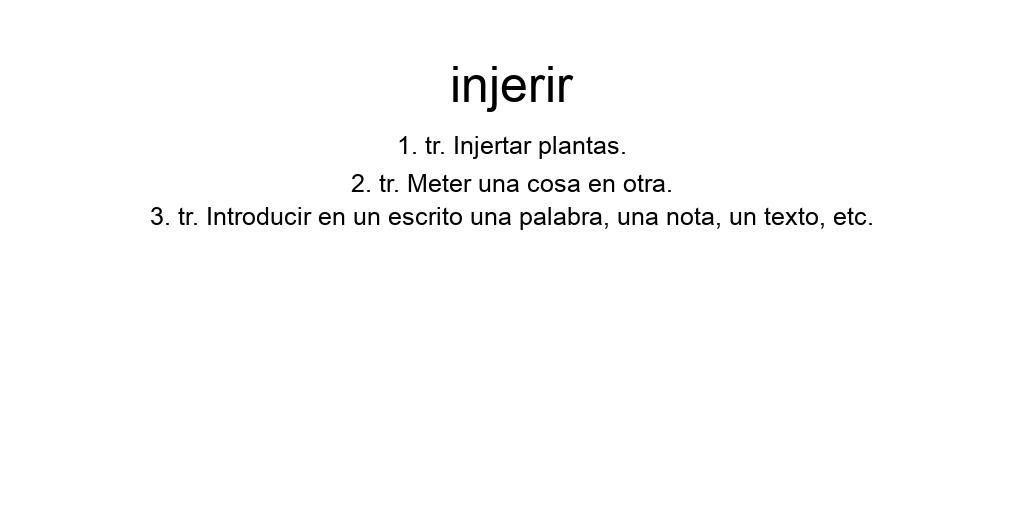 injerir
1. tr. Injertar plantas.
2. tr. Meter una cosa en otra.
3. tr. Introducir en un escrito una palabra, una nota, un texto, etc.